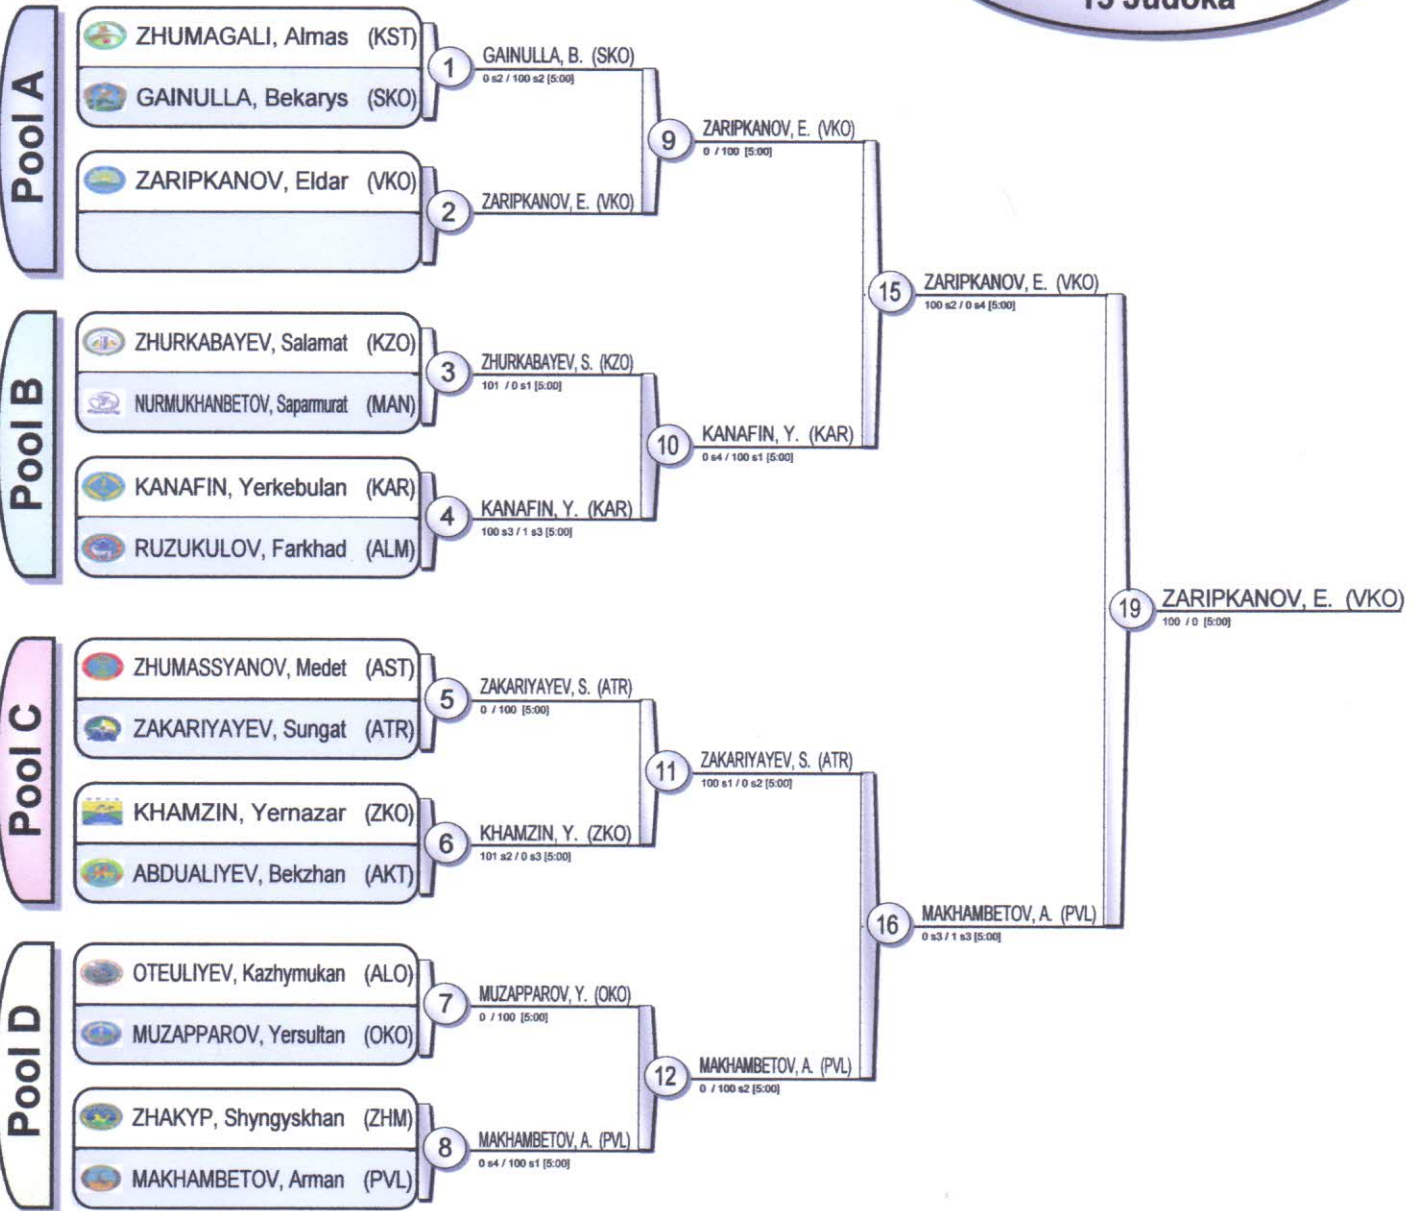 15 Judoka
Pool A
ZHUMAGALI, Almas (KST)
GAINULLA, Bekarys (SKO)
ZARIPKANOV, Eldar (VKO)
1
GAINULLA, B. (SKO)
0 s2 / 100 s2 [5:00]
2
ZARIPKANOV, E. (VKO)
9
ZARIPKANOV, E. (VKO)
0 / 100 [5:00]
Pool B
ZHURKABAYEV, Salamat (KZO)
NURMUKHANBETOV, Saparmurat (MAN)
KANAFIN, Yerkebulan (KAR)
RUZUKULOV, Farkhad (ALM)
3
ZHURKABAYEV, S. (KZO)
101 / 0 s1 [5:00]
4
KANAFIN, Y. (KAR)
100 s3 / 1 s3 [5:00]
10
KANAFIN, Y. (KAR)
0 s4 / 100 s1 [5:00]
15
ZARIPKANOV, E. (VKO)
100 s2 / 0 s4 [5:00]
Pool C
ZHUMASSYANOV, Medet (AST)
ZAKARIYAYEV, Sungat (ATR)
KHAMZIN, Yernazar (ZKO)
ABDUALIYEV, Bekzhan (AKT)
5
ZAKARIYAYEV, S. (ATR)
0 / 100 [5:00]
6
KHAMZIN, Y. (ZKO)
101 s2 / 0 s3 [5:00]
11
ZAKARIYAYEV, S. (ATR)
100 s1 / 0 s2 [5:00]
Pool D
OTEULIYEV, Kazhymukan (ALO)
MUZAPPAROV, Yersultan (OKO)
ZHAKYP, Shyngyskhan (ZHM)
MAKHAMBETOV, Arman (PVL)
7
MUZAPPAROV, Y. (OKO)
0 / 100 [5:00]
8
MAKHAMBETOV, A. (PVL)
0 s4 / 100 s1 [5:00]
12
MAKHAMBETOV, A. (PVL)
0 / 100 s2 [5:00]
16
MAKHAMBETOV, A. (PVL)
0 s3 / 1 s3 [5:00]
19
ZARIPKANOV, E. (VKO)
100 / 0 [5:00]